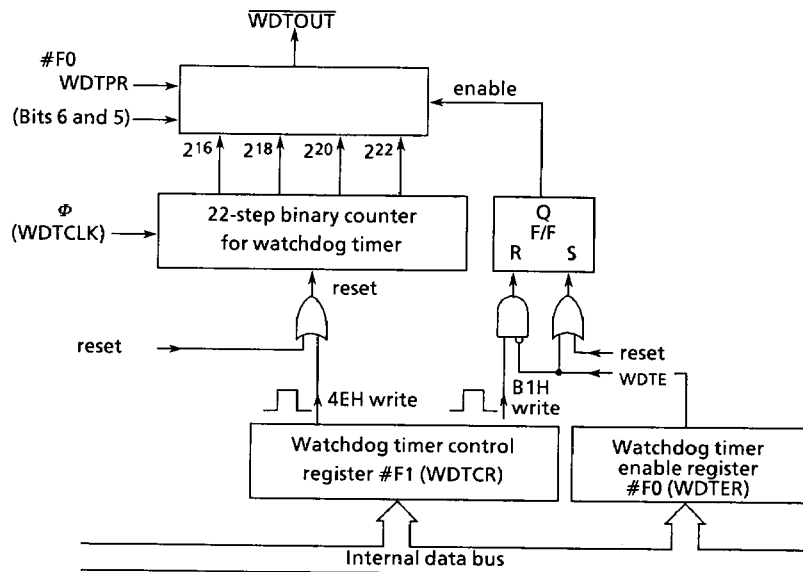 WDTOUT
#F0
WDTPR
enable
(Bits 6 and 5)
2¹⁶ 2¹⁸ 2²⁰ 2²²
Φ
(WDTCLK)
22-step binary counter
for watchdog timer
Q
F/F
R S
reset
reset
reset
WDTE
4EH write
B1H
write
Watchdog timer control
register #F1 (WDTCR)
Watchdog timer
enable register
#F0 (WDTER)
Internal data bus